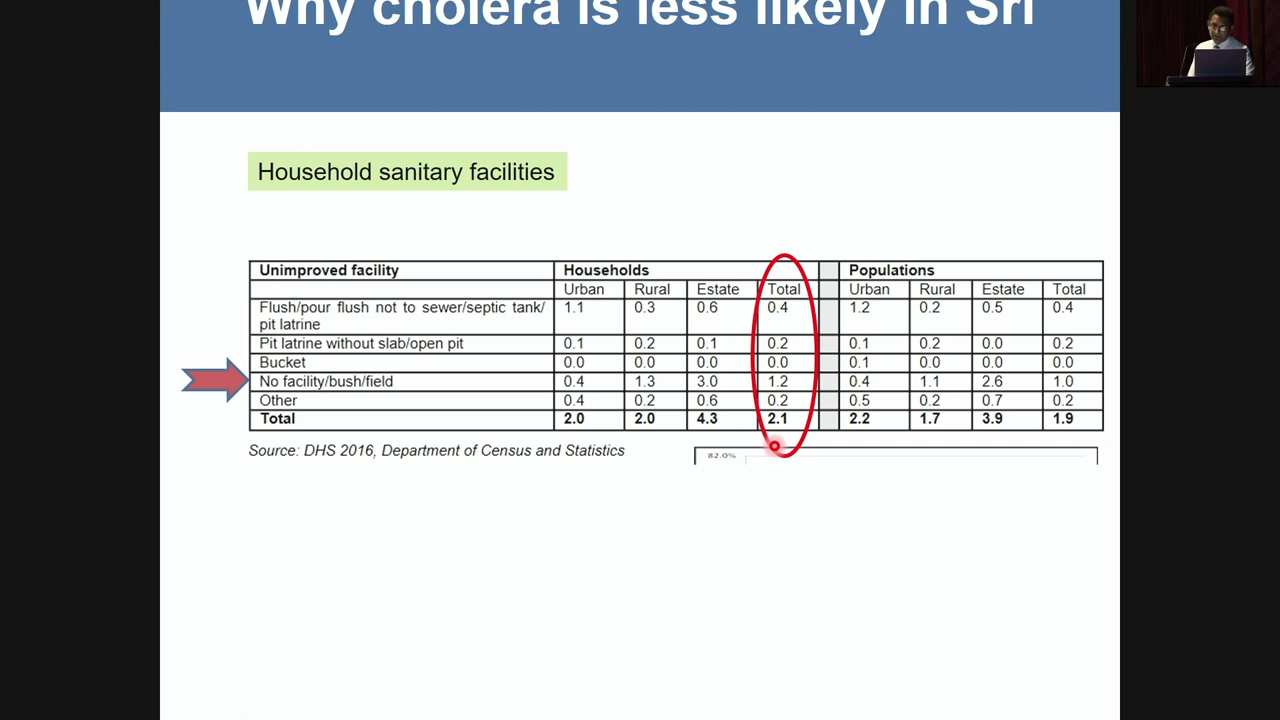 Why cholera is less likely in Sri
Household sanitary facilities
Unimproved facility Households Populations
Urban Rural Estate Total Urban Rural Estate Total
Flush/pour flush not to sewer/septic tank/ 1.1 0.3 0.6 0.4 1.2 0.2 0.5 0.4
pit latrine
Pit latrine without slab/open pit 0.1 0.2 0.1 0.2 0.1 0.2 0.0 0.2
Bucket 0.0 0.0 0.0 0.0 0.1 0.0 0.0 0.0
No facility/bush/field 0.4 1.3 3.0 1.2 0.4 1.1 2.6 1.0
Other 0.4 0.2 0.6 0.2 0.5 0.2 0.7 0.2
Total 2.0 2.0 4.3 2.1 2.2 1.7 3.9 1.9
Source: DHS 2016, Department of Census and Statistics
82.0%